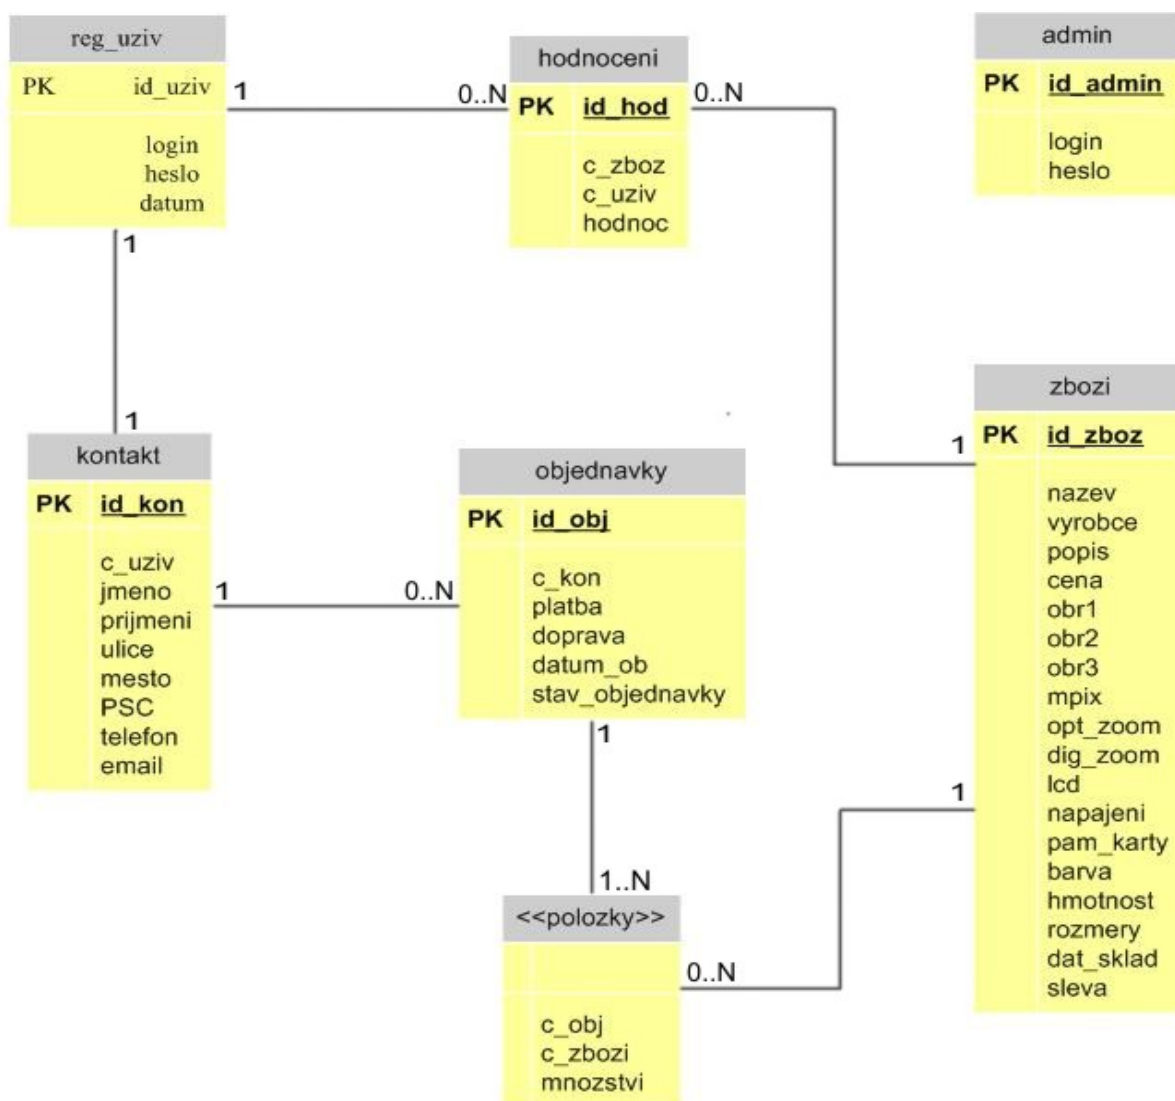 reg_uziv
PK id_uziv
login
heslo
datum
1
0..N
hodnoceni
PK id_hod
c_zboz
c_uziv
hodnoc
0..N
admin
PK id_admin
login
heslo
1
1
kontakt
PK id_kon
c_uziv
jmeno
prijmeni
ulice
mesto
PSC
telefon
email
1
0..N
objednavky
PK id_obj
c_kon
platba
doprava
datum_ob
stav_objednavky
1
1..N
<<polozky>>
c_obj
c_zbozi
mnozstvi
0..N
1
1
zbozi
PK id_zboz
nazev
vyrobce
popis
cena
obr1
obr2
obr3
mpix
opt_zoom
dig_zoom
lcd
napajeni
pam_karty
barva
hmotnost
rozmery
dat_sklad
sleva